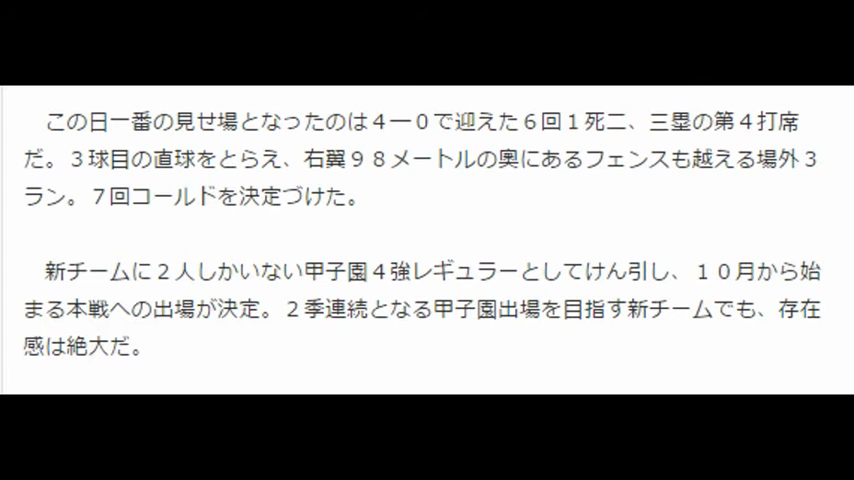 この日一番の見せ場となったのは４ー０で迎えた６回１死二、三塁の第４打席
だ。３球目の直球をとらえ、右翼９８メートルの奥にあるフェンスも越える場外３
ラン。７回コールドを決定づけた。
新チームに２人しかいない甲子園４強レギュラーとしてけん引し、１０月から始
まる本戦への出場が決定。２季連続となる甲子園出場を目指す新チームでも、存在
感は絶大だ。